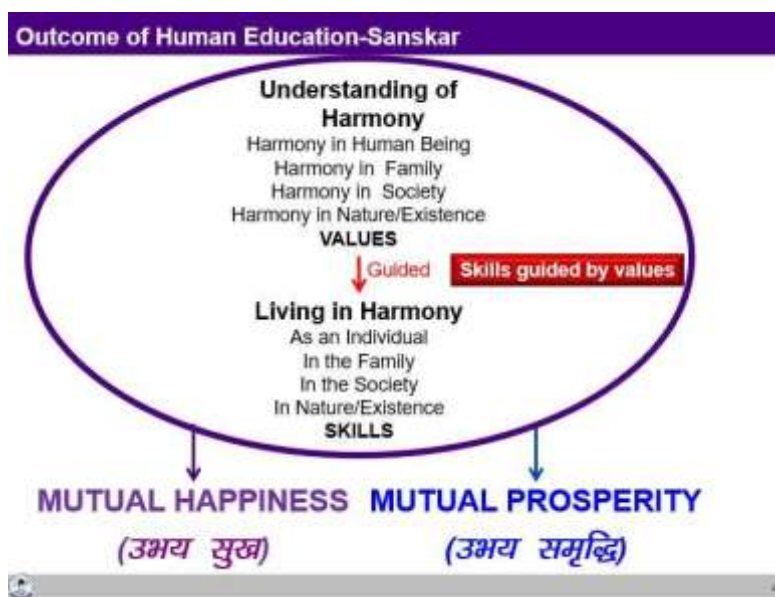 Outcome of Human Education-Sanskar
Understanding of
Harmony
Harmony in Human Being
Harmony in Family
Harmony in Society
Harmony in Nature/Existence
VALUES
Guided
Skills guided by values
Living in Harmony
As an Individual
In the Family
In the Society
In Nature/Existence
SKILLS
MUTUAL HAPPINESS MUTUAL PROSPERITY
(उभय सुख) (उभय समृद्धि)